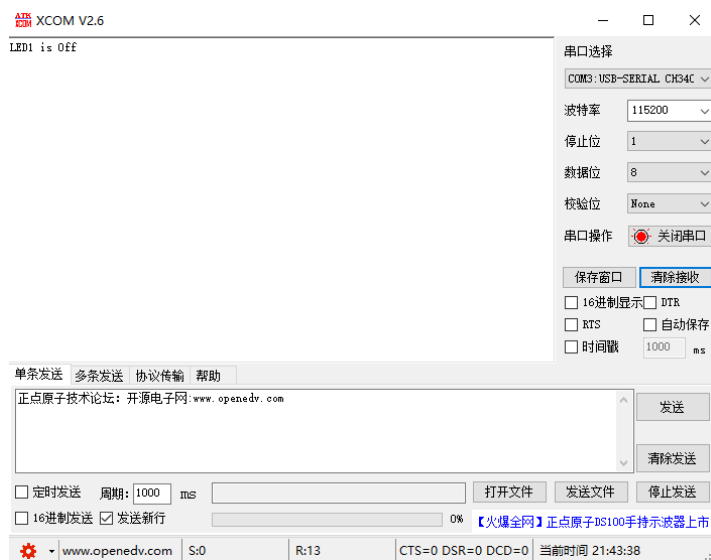 ATK XCOM XCOM V2.6
LED1 is Off
串口选择
COM3:USB-SERIAL CH340
波特率 115200
停止位 1
数据位 8
校验位 None
串口操作 关闭串口
保存窗口 清除接收
16进制显示 DTR
RTS 自动保存
时间戳 1000 ms
单条发送 多条发送 协议传输 帮助
正点原子技术论坛：开源电子网:www.openedv.com
发送
清除发送
定时发送 周期: 1000 ms 打开文件 发送文件 停止发送
16进制发送 发送新行 0% 【火爆全网】正点原子DS100手持示波器上市
www.openedv.com S:0 R:13 CTS=0 DSR=0 DCD=0 当前时间 21:43:38